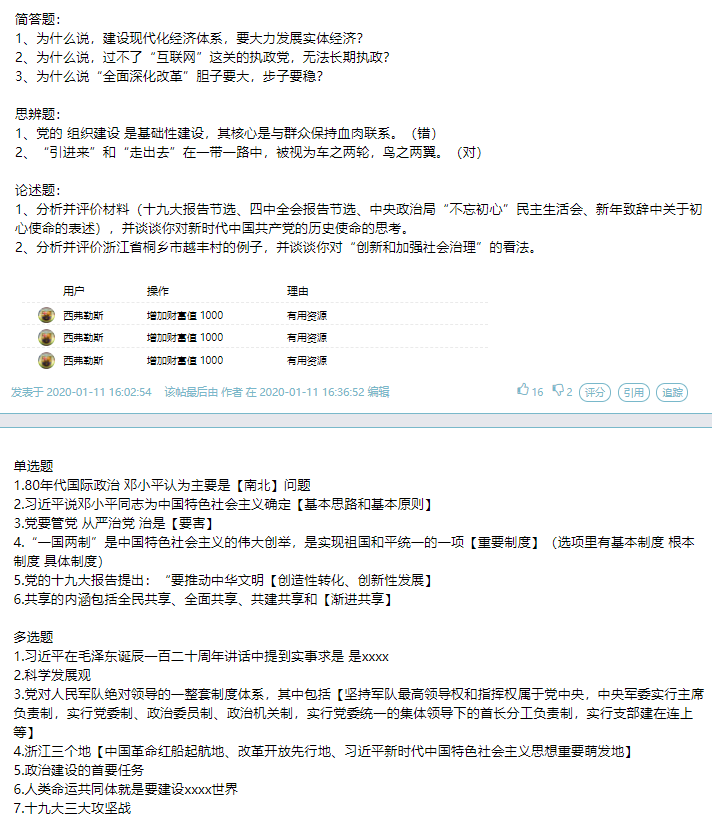 简答题：
1、为什么说，建设现代化经济体系，要大力发展实体经济？
2、为什么说，过不了“互联网”这关的执政党，无法长期执政？
3、为什么说“全面深化改革”胆子要大，步子要稳？
思辨题：
1、党的 组织建设 是基础性建设，其核心是与群众保持血肉联系。（错）
2、“引进来”和“走出去”在一带一路中，被视为车之两轮，鸟之两翼。（对）
论述题：
1、分析并评价材料（十九大报告节选、四中全会报告节选、中央政治局“不忘初心”民主生活会、新年致辞中关于初
心使命的表述），并谈谈你对新时代中国共产党的历史使命的思考。
2、分析并评价浙江省桐乡市越丰村的例子，并谈谈你对“创新和加强社会治理”的看法。
用户 操作 理由
西弗勒斯 增加财富值 1000 有用资源
西弗勒斯 增加财富值 1000 有用资源
西弗勒斯 增加财富值 1000 有用资源
发表于 2020-01-11 16:02:54 该帖最后由 作者 在 2020-01-11 16:36:52 编辑 16 2 评分 引用 追踪
单选题
1.80年代国际政治 邓小平认为主要是【南北】问题
2.习近平说邓小平同志为中国特色社会主义确定【基本思路和基本原则】
3.党要管党 从严治党 治是【要害】
4.“一国两制”是中国特色社会主义的伟大创举，是实现祖国和平统一的一项【重要制度】（选项里有基本制度 根本
制度 具体制度）
5.党的十九大报告提出：“要推动中华文明【创造性转化、创新性发展】
6.共享的内涵包括全民共享、全面共享、共建共享和【渐进共享】
多选题
1.习近平在毛泽东诞辰一百二十周年讲话中提到实事求是 是xxxx
2.科学发展观
3.党对人民军队绝对领导的一整套制度体系，其中包括【坚持军队最高领导权和指挥权属于党中央，中央军委实行主席
负责制，实行党委制、政治委员制、政治机关制，实行党委统一的集体领导下的首长分工负责制，实行支部建在连上
等】
4.浙江三个地【中国革命红船起航地、改革开放先行地、习近平新时代中国特色社会主义思想重要萌发地】
5.政治建设的首要任务
6.人类命运共同体就是要建设xxxx世界
7.十九大三大攻坚战